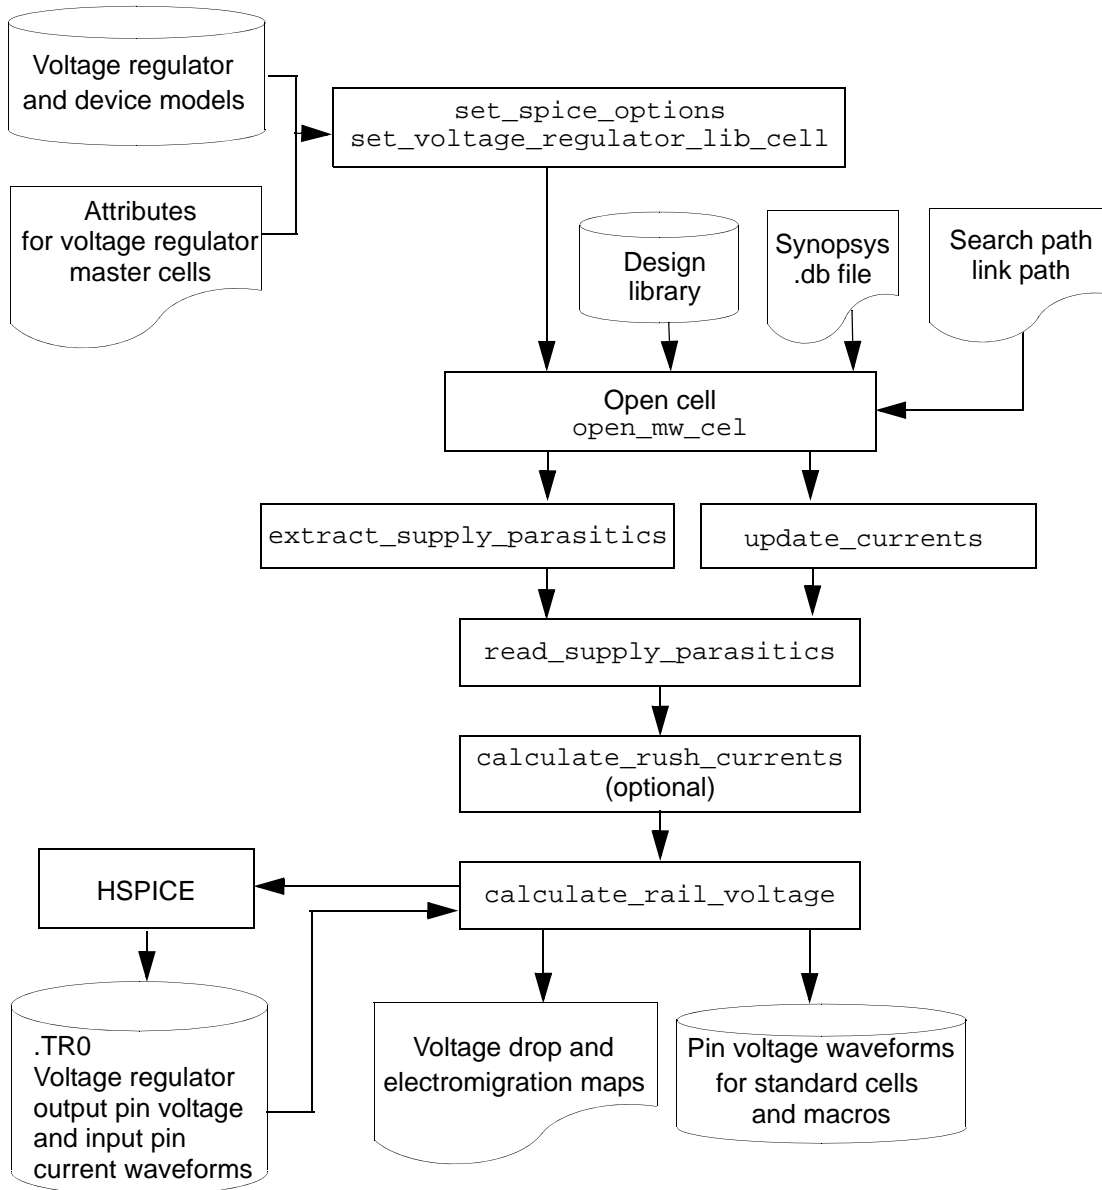 Voltage regulator
and device models
set_spice_options
set_voltage_regulator_lib_cell
Attributes
for voltage regulator
master cells
Design
library
Synopsys
.db file
Search path
link path
Open cell
open_mw_cel
extract_supply_parasitics
update_currents
read_supply_parasitics
calculate_rush_currents
(optional)
HSPICE
calculate_rail_voltage
.TR0
Voltage regulator
output pin voltage
and input pin
current waveforms
Voltage drop and
electromigration maps
Pin voltage waveforms
for standard cells
and macros